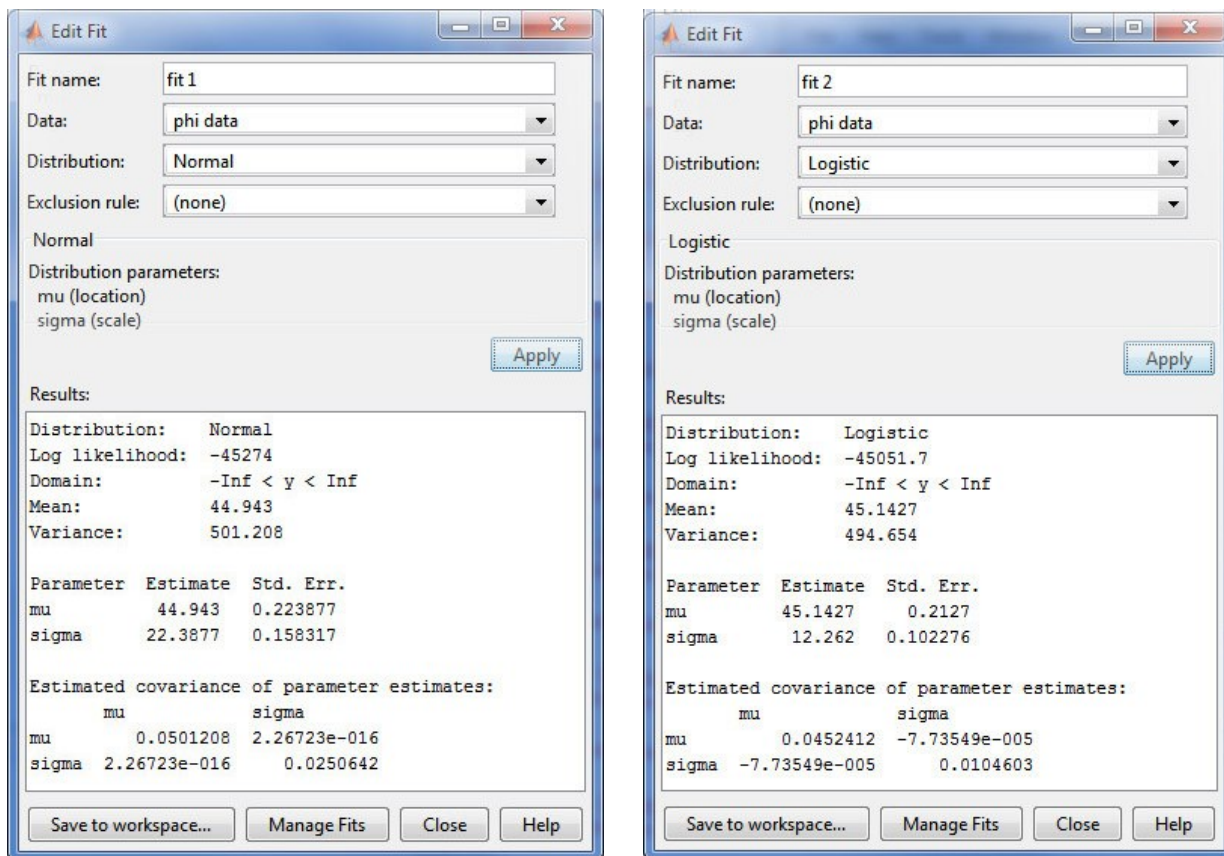 Edit Fit
Fit name: fit 1
Data: phi data
Distribution: Normal
Exclusion rule: (none)
Normal
Distribution parameters:
mu (location)
sigma (scale)
Apply
Results:
Distribution: Normal
Log likelihood: -45274
Domain: -Inf < y < Inf
Mean: 44.943
Variance: 501.208
Parameter Estimate Std. Err.
mu 44.943 0.223877
sigma 22.3877 0.158317
Estimated covariance of parameter estimates:
mu sigma
mu 0.0501208 2.26723e-016
sigma 2.26723e-016 0.0250642
Save to workspace... Manage Fits Close Help
Edit Fit
Fit name: fit 2
Data: phi data
Distribution: Logistic
Exclusion rule: (none)
Logistic
Distribution parameters:
mu (location)
sigma (scale)
Apply
Results:
Distribution: Logistic
Log likelihood: -45051.7
Domain: -Inf < y < Inf
Mean: 45.1427
Variance: 494.654
Parameter Estimate Std. Err.
mu 45.1427 0.2127
sigma 12.262 0.102276
Estimated covariance of parameter estimates:
mu sigma
mu 0.0452412 -7.73549e-005
sigma -7.73549e-005 0.0104603
Save to workspace... Manage Fits Close Help